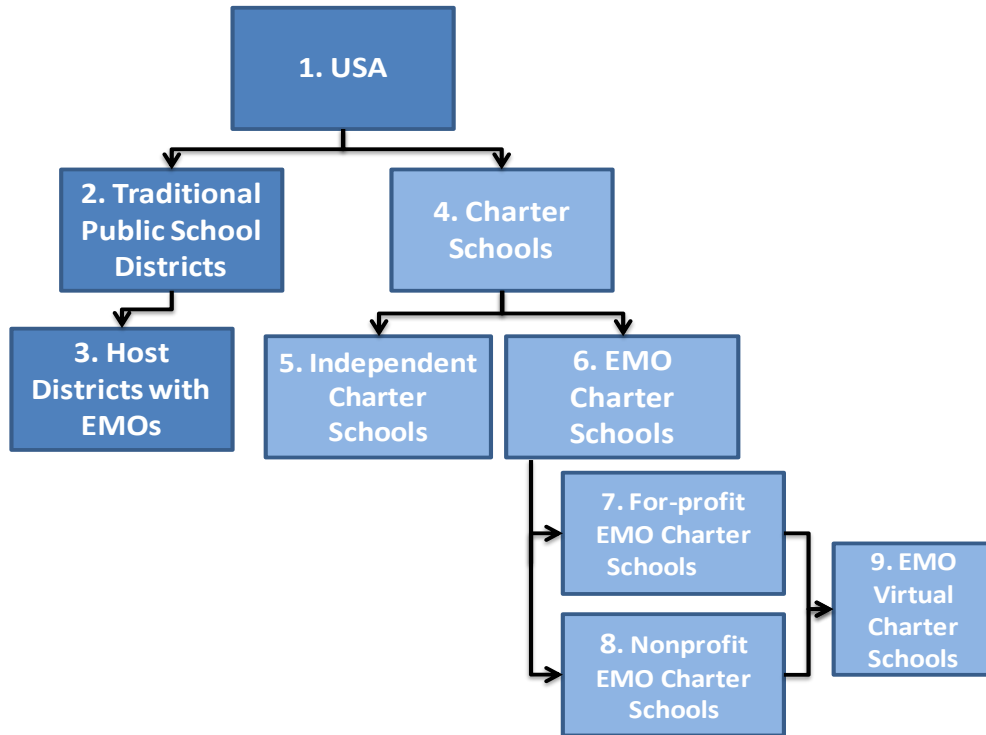 1. USA
2. Traditional
Public School
Districts
4. Charter
Schools
3. Host
Districts with
EMOs
5. Independent
Charter
Schools
6. EMO
Charter
Schools
7. For-profit
EMO Charter
Schools
8. Nonprofit
EMO Charter
Schools
9. EMO
Virtual
Charter
Schools